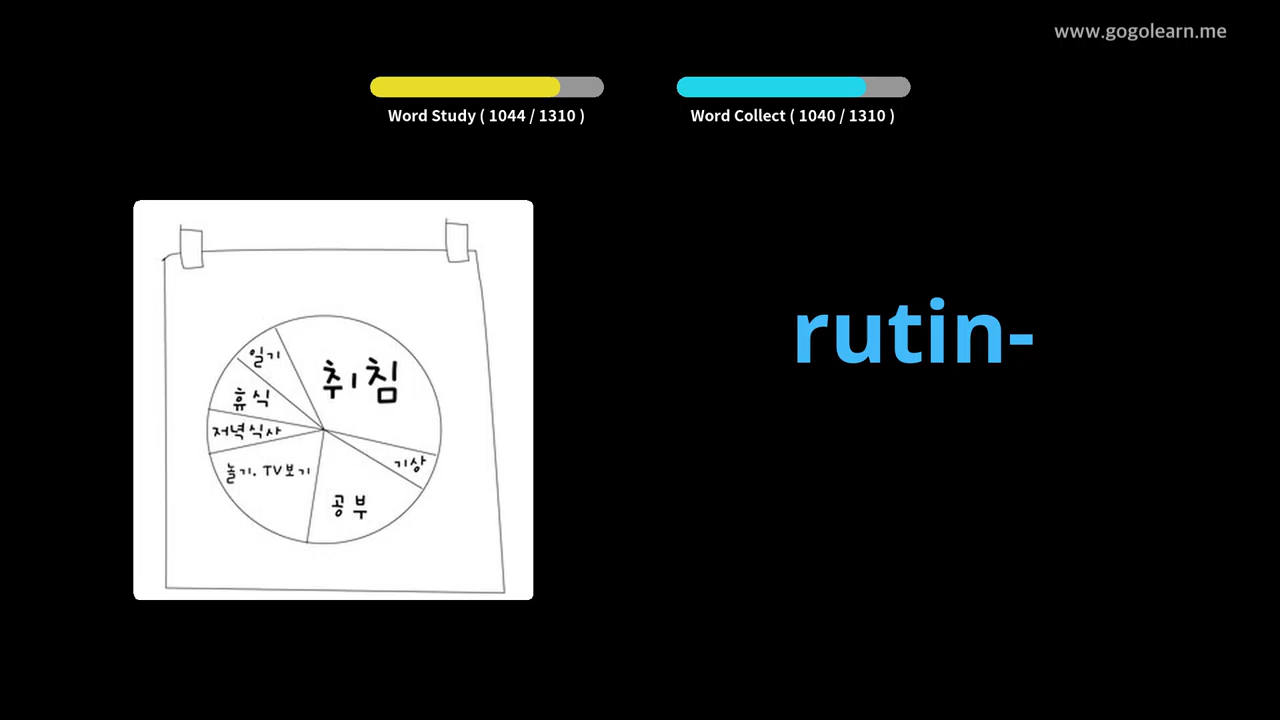 www.gogolearn.me
Word Study ( 1044 / 1310 )
Word Collect ( 1040 / 1310 )
rutin-
일기
취침
휴식
저녁식사
놀기. TV보기
기상
공부